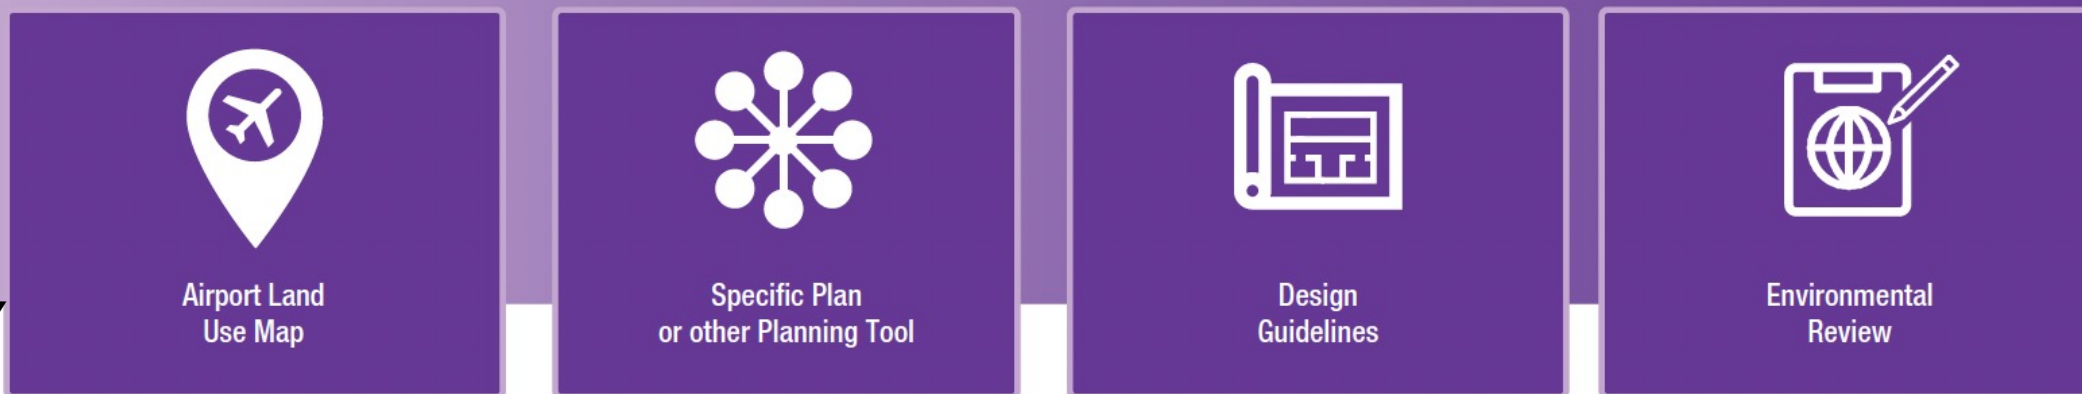 Airport Land
Use Map
Specific Plan
or other Planning Tool
Design
Guidelines
Environmental
Review